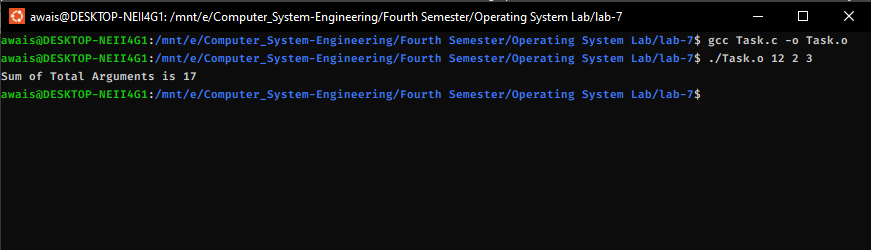 awais@DESKTOP-NEII4G1: /mnt/e/Computer_System-Engineering/Fourth Semester/Operating System Lab/lab-7
awais@DESKTOP-NEII4G1:/mnt/e/Computer_System-Engineering/Fourth Semester/Operating System Lab/lab-7$ gcc Task.c -o Task.o
awais@DESKTOP-NEII4G1:/mnt/e/Computer_System-Engineering/Fourth Semester/Operating System Lab/lab-7$ ./Task.o 12 2 3
Sum of Total Arguments is 17
awais@DESKTOP-NEII4G1:/mnt/e/Computer_System-Engineering/Fourth Semester/Operating System Lab/lab-7$